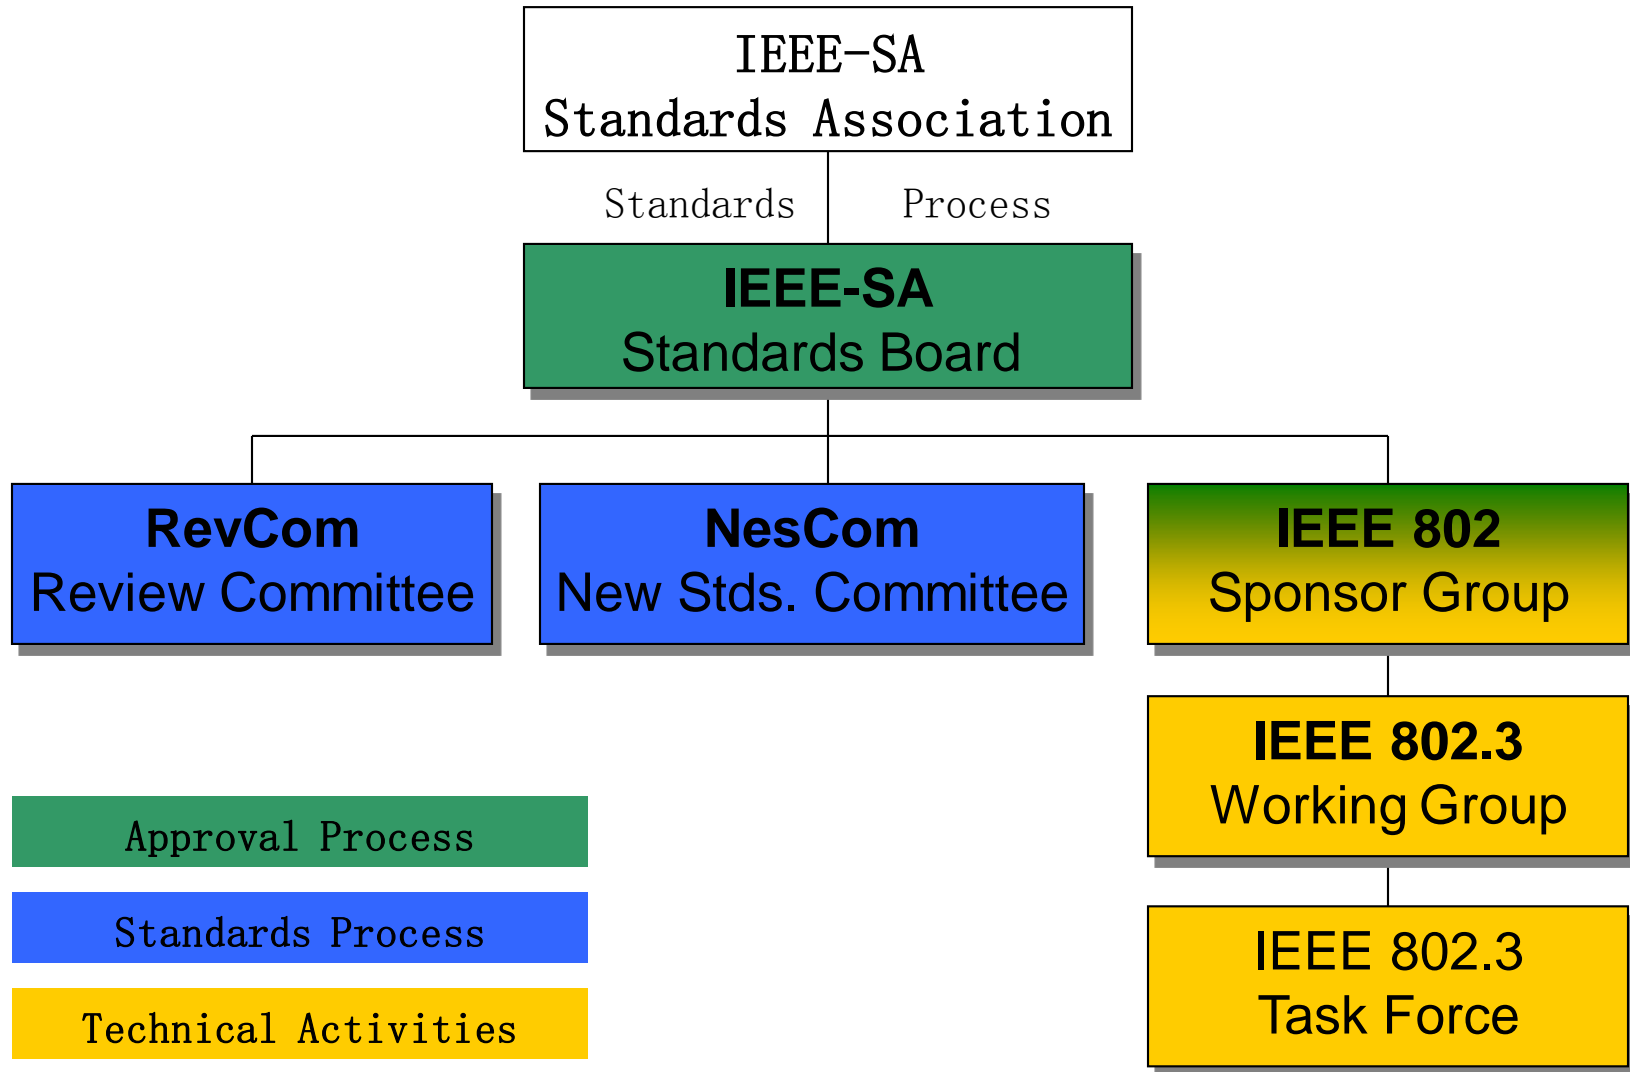 IEEE-SA
Standards Association
Standards Process
IEEE-SA
Standards Board
RevCom
Review Committee
NesCom
New Stds. Committee
IEEE 802
Sponsor Group
IEEE 802.3
Working Group
IEEE 802.3
Task Force
Approval Process
Standards Process
Technical Activities